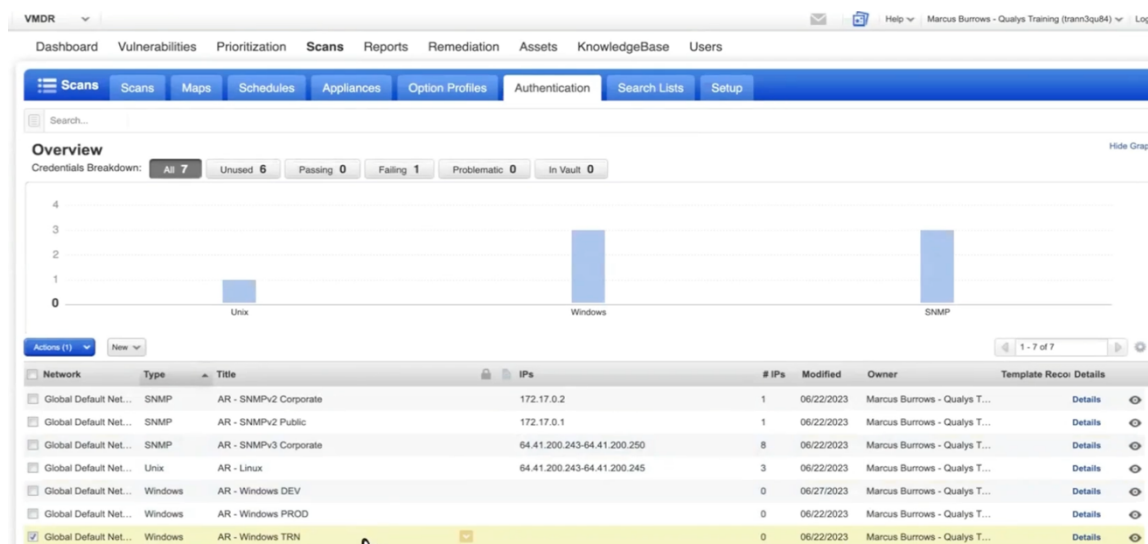 VMDR
Help Marcus Burrows - Qualys Training (trann3qu84) Log
Dashboard Vulnerabilities Prioritization Scans Reports Remediation Assets KnowledgeBase Users
Scans Scans Maps Schedules Appliances Option Profiles Authentication Search Lists Setup
Search...
Overview
Hide Grap
Credentials Breakdown: All 7 Unused 6 Passing 0 Failing 1 Problematic 0 In Vault 0
4
3
2
1
0
Unix Windows SNMP
Actions (1) New 1 - 7 of 7
Network Type Title IPs # IPs Modified Owner Template Recor Details
Global Default Net... SNMP AR - SNMPv2 Corporate 172.17.0.2 1 06/22/2023 Marcus Burrows - Qualys T... Details
Global Default Net... SNMP AR - SNMPv2 Public 172.17.0.1 1 06/22/2023 Marcus Burrows - Qualys T... Details
Global Default Net... SNMP AR - SNMPv3 Corporate 64.41.200.243-64.41.200.250 8 06/22/2023 Marcus Burrows - Qualys T... Details
Global Default Net... Unix AR - Linux 64.41.200.243-64.41.200.245 3 06/22/2023 Marcus Burrows - Qualys T... Details
Global Default Net... Windows AR - Windows DEV 0 06/27/2023 Marcus Burrows - Qualys T... Details
Global Default Net... Windows AR - Windows PROD 0 06/22/2023 Marcus Burrows - Qualys T... Details
Global Default Net... Windows AR - Windows TRN 0 06/22/2023 Marcus Burrows - Qualys T... Details